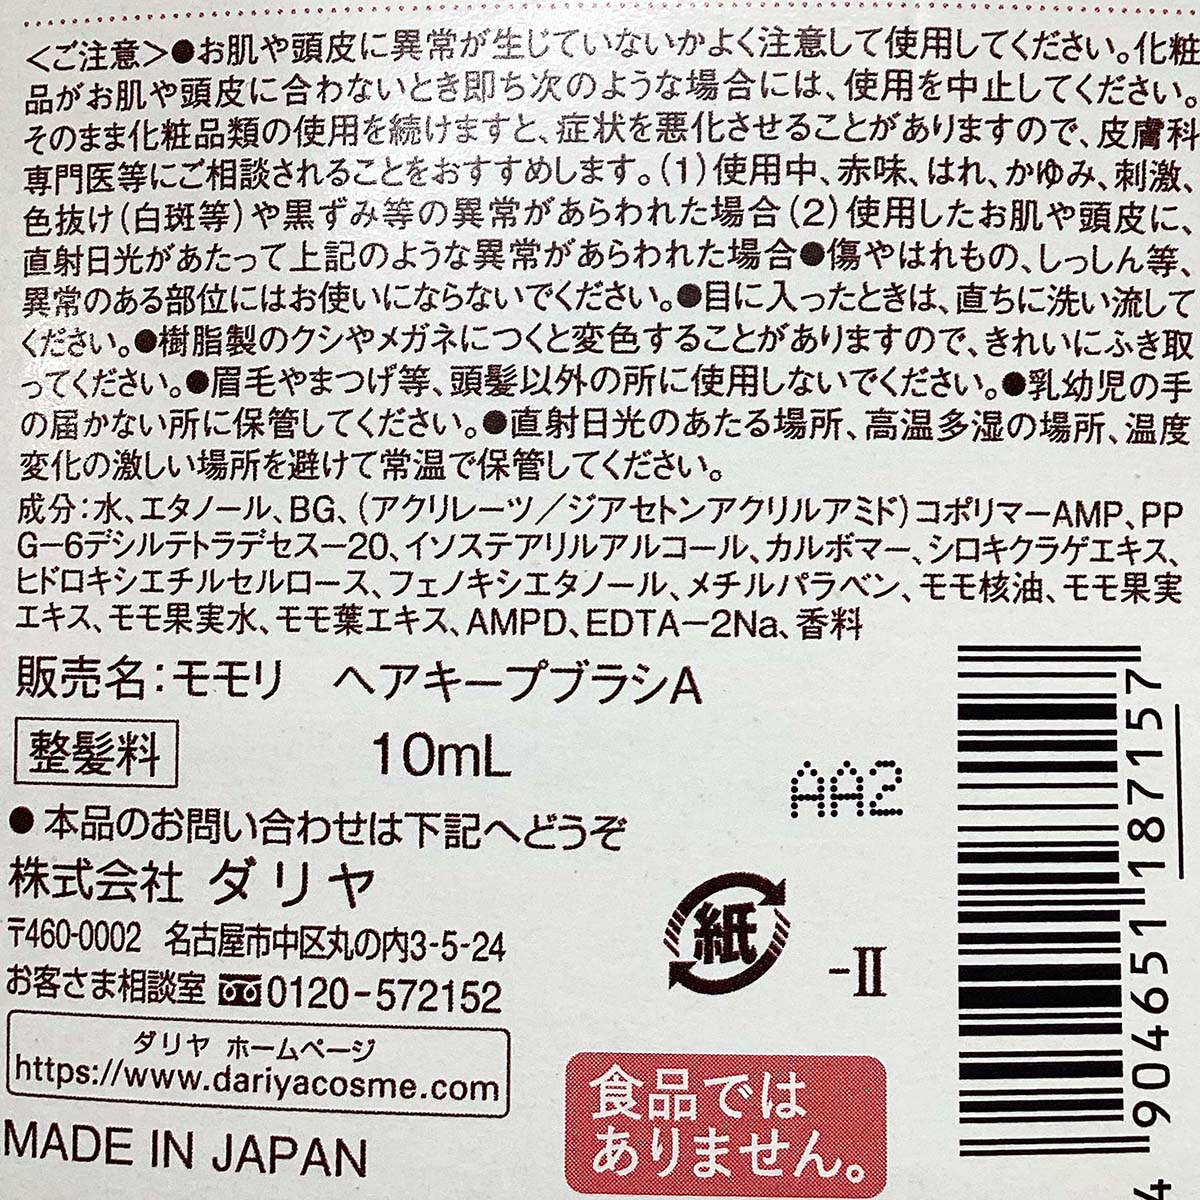 ＜ご注意＞●お肌や頭皮に異常が生じていないかよく注意して使用してください。化粧
品がお肌や頭皮に合わないとき即ち次のような場合には、使用を中止してください。
そのまま化粧品類の使用を続けますと、症状を悪化させることがありますので、皮膚科
専門医等にご相談されることをおすすめします。(1)使用中、赤味、はれ、かゆみ、刺激、
色抜け(白斑等)や黒ずみ等の異常があらわれた場合(2)使用したお肌や頭皮に、
直射日光があたって上記のような異常があらわれた場合●傷やはれもの、しっしん等、
異常のある部位にはお使いにならないでください。●目に入ったときは、直ちに洗い流して
ください。●樹脂製のクシやメガネにつくと変色することがありますので、きれいにふき取
ってください。●眉毛やまつげ等、頭髪以外の所に使用しないでください。●乳幼児の手
の届かない所に保管してください。●直射日光のあたる場所、高温多湿の場所、温度
変化の激しい場所を避けて常温で保管してください。
成分:水、エタノール、BG、(アクリレーツ／ジアセトンアクリルアミド)コポリマーAMP、PP
G−6デシルテトラデセス−20、イソステアリルアルコール、カルボマー、シロキクラゲエキス、
ヒドロキシエチルセルロース、フェノキシエタノール、メチルパラベン、モモ核油、モモ果実
エキス、モモ果実水、モモ葉エキス、AMPD、EDTA−2Na、香料
販売名:モモリ　ヘアキープブラシA
整髪料　10mL
AA2
●本品のお問い合わせは下記へどうぞ
株式会社 ダリヤ
〒460-0002　名古屋市中区丸の内3-5-24
お客さま相談室 0120-572152
ダリヤ ホームページ
https://www.dariyacosme.com
MADE IN JAPAN
紙
-II
食品では
ありません。
4 904651 187157